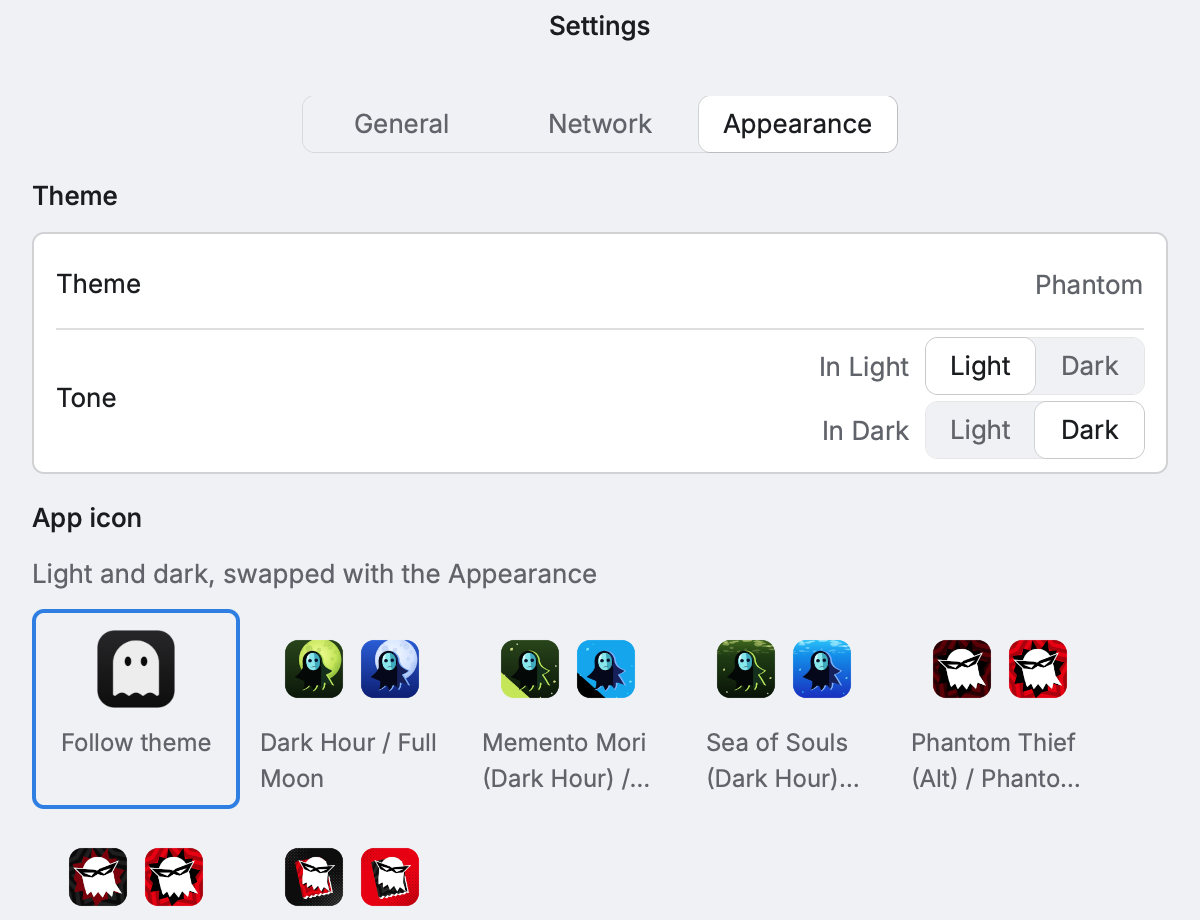 Settings
General Network Appearance
Theme
Theme Phantom
Tone
In Light Light Dark
In Dark Light Dark
App icon
Light and dark, swapped with the Appearance
Follow theme
Dark Hour / Full
Moon
Memento Mori
(Dark Hour) /...
Sea of Souls
(Dark Hour)...
Phantom Thief
(Alt) / Phanto...